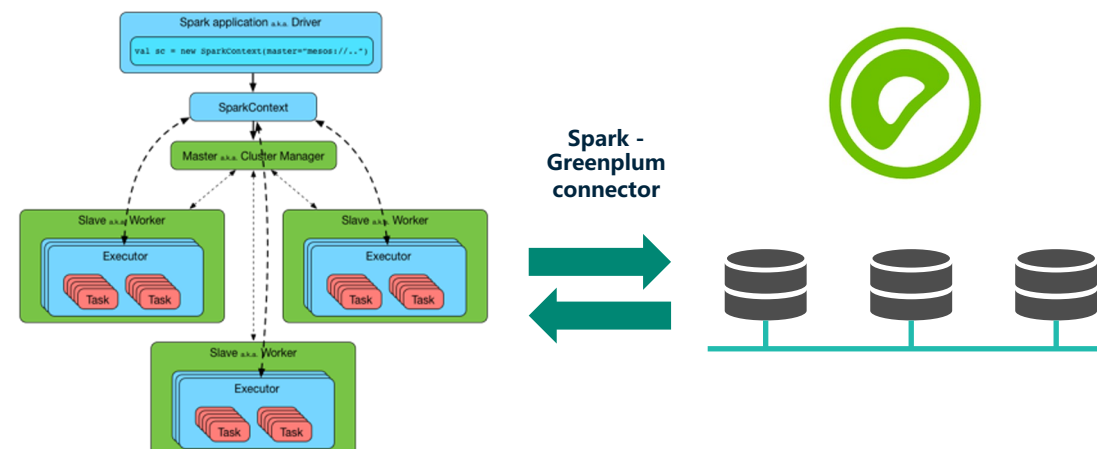 Spark application a.k.a. Driver
val sc = new SparkContext(master="mesos://..")
SparkContext
Master a.k.a. Cluster Manager
Spark -
Greenplum
connector
Slave a.k.a. Worker
Executor
Task
Task
Slave a.k.a. Worker
Executor
Task
Task
Slave a.k.a. Worker
Executor
Task
Task